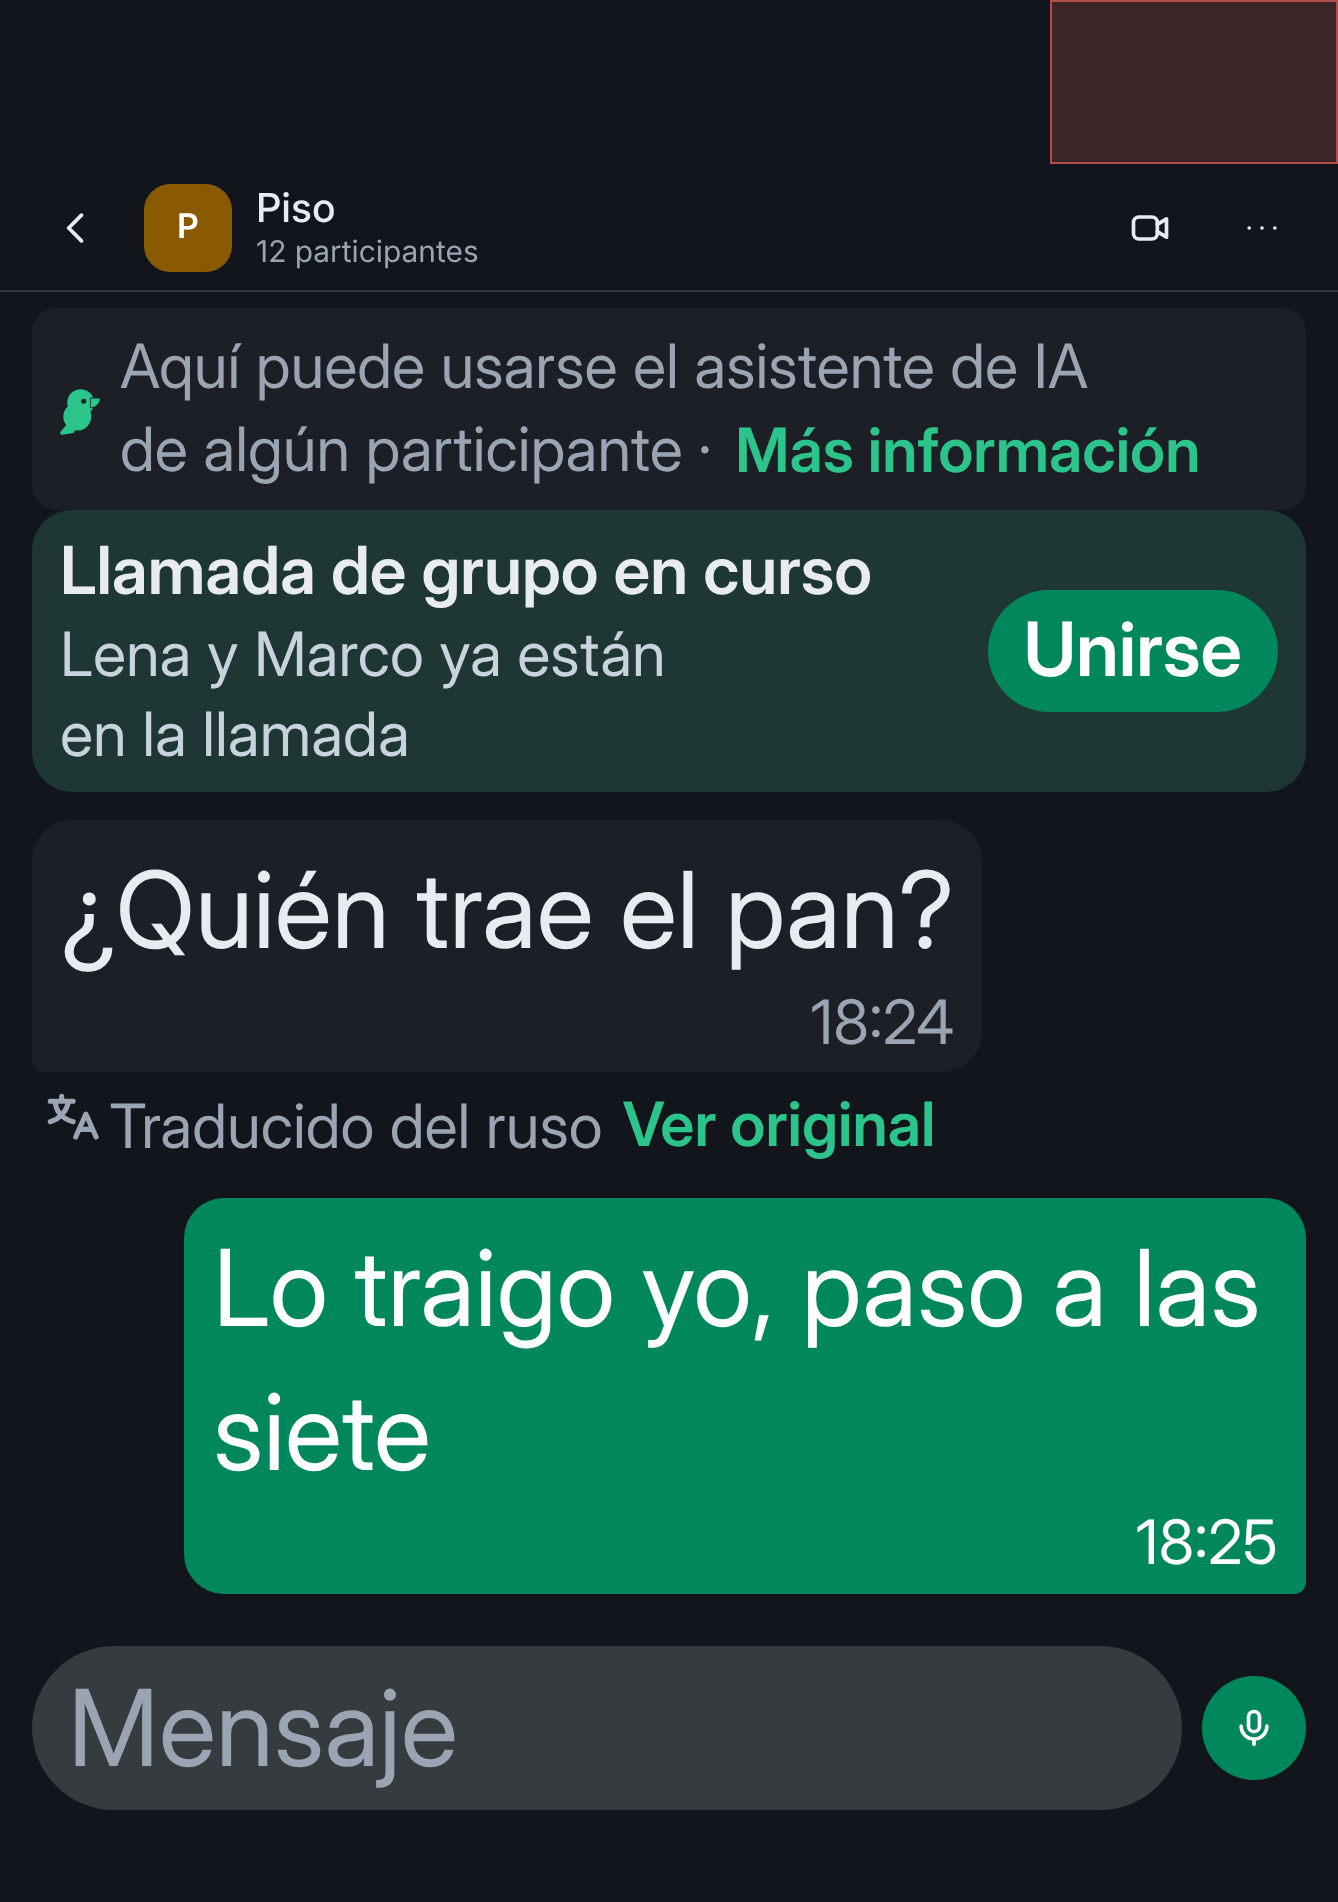 P
Piso
12 participantes
Aquí puede usarse el asistente de IA
de algún participante · Más información
Llamada de grupo en curso
Lena y Marco ya están
en la llamada
Unirse
¿Quién trae el pan?
18:24
Traducido del ruso Ver original
Lo traigo yo, paso a las
siete
18:25
Mensaje